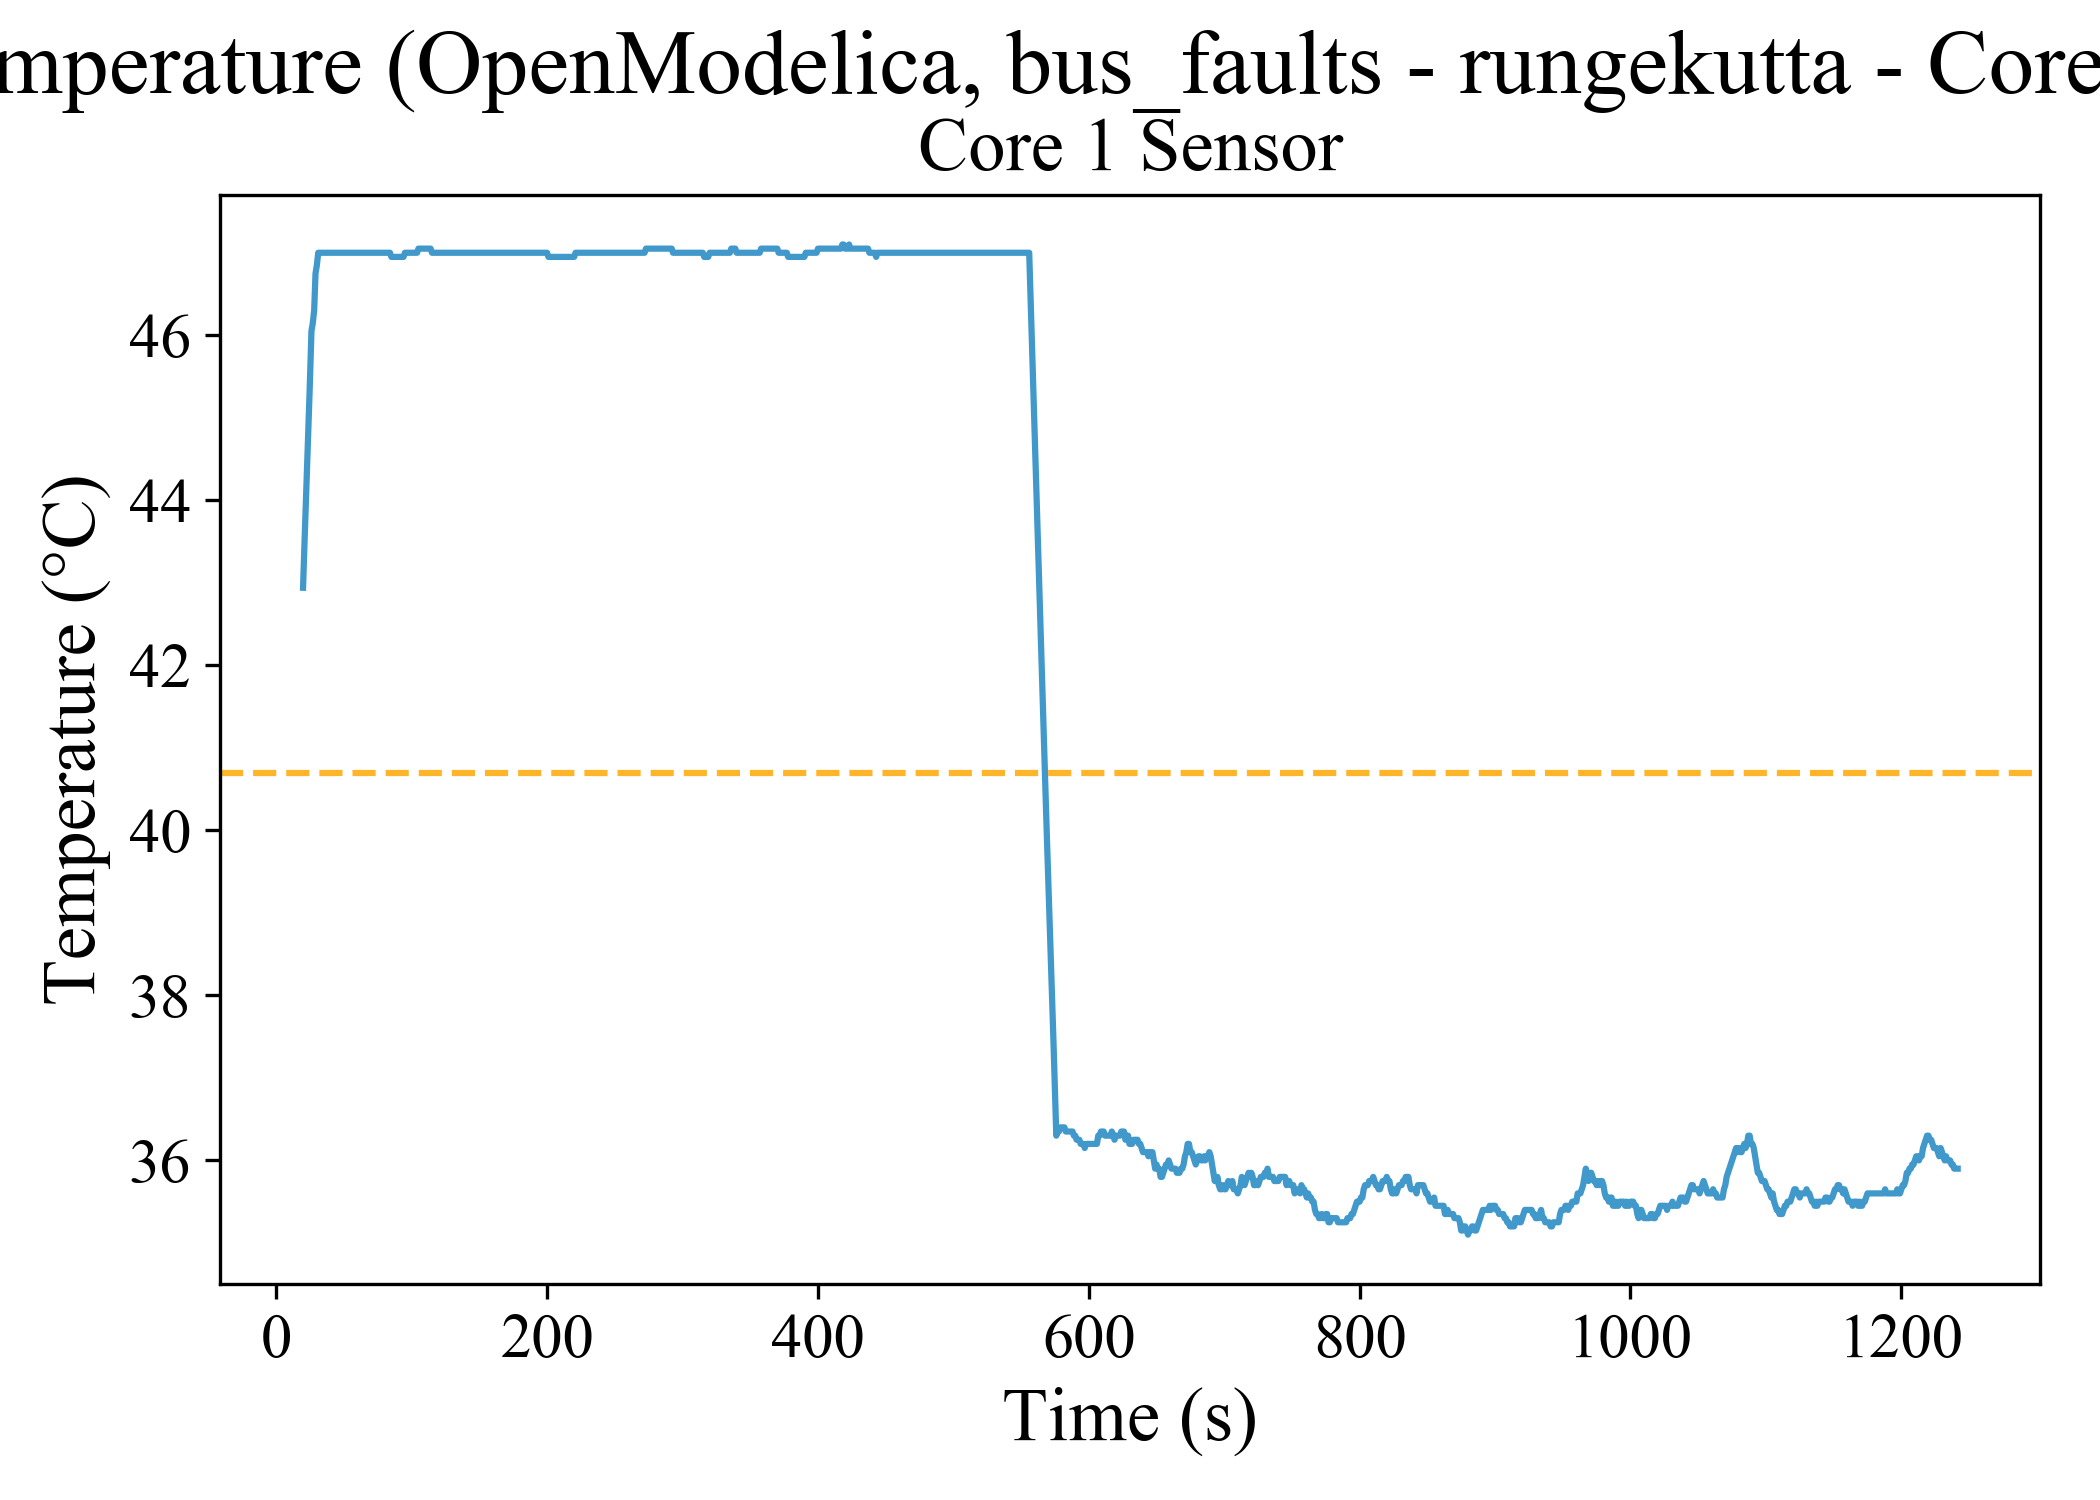 mperature (OpenModelica, bus_faults - rungekutta - Core
Core 1 Sensor
46
44
42
40
38
36
Temperature (°C)
0 200 400 600 800 1000 1200
Time (s)